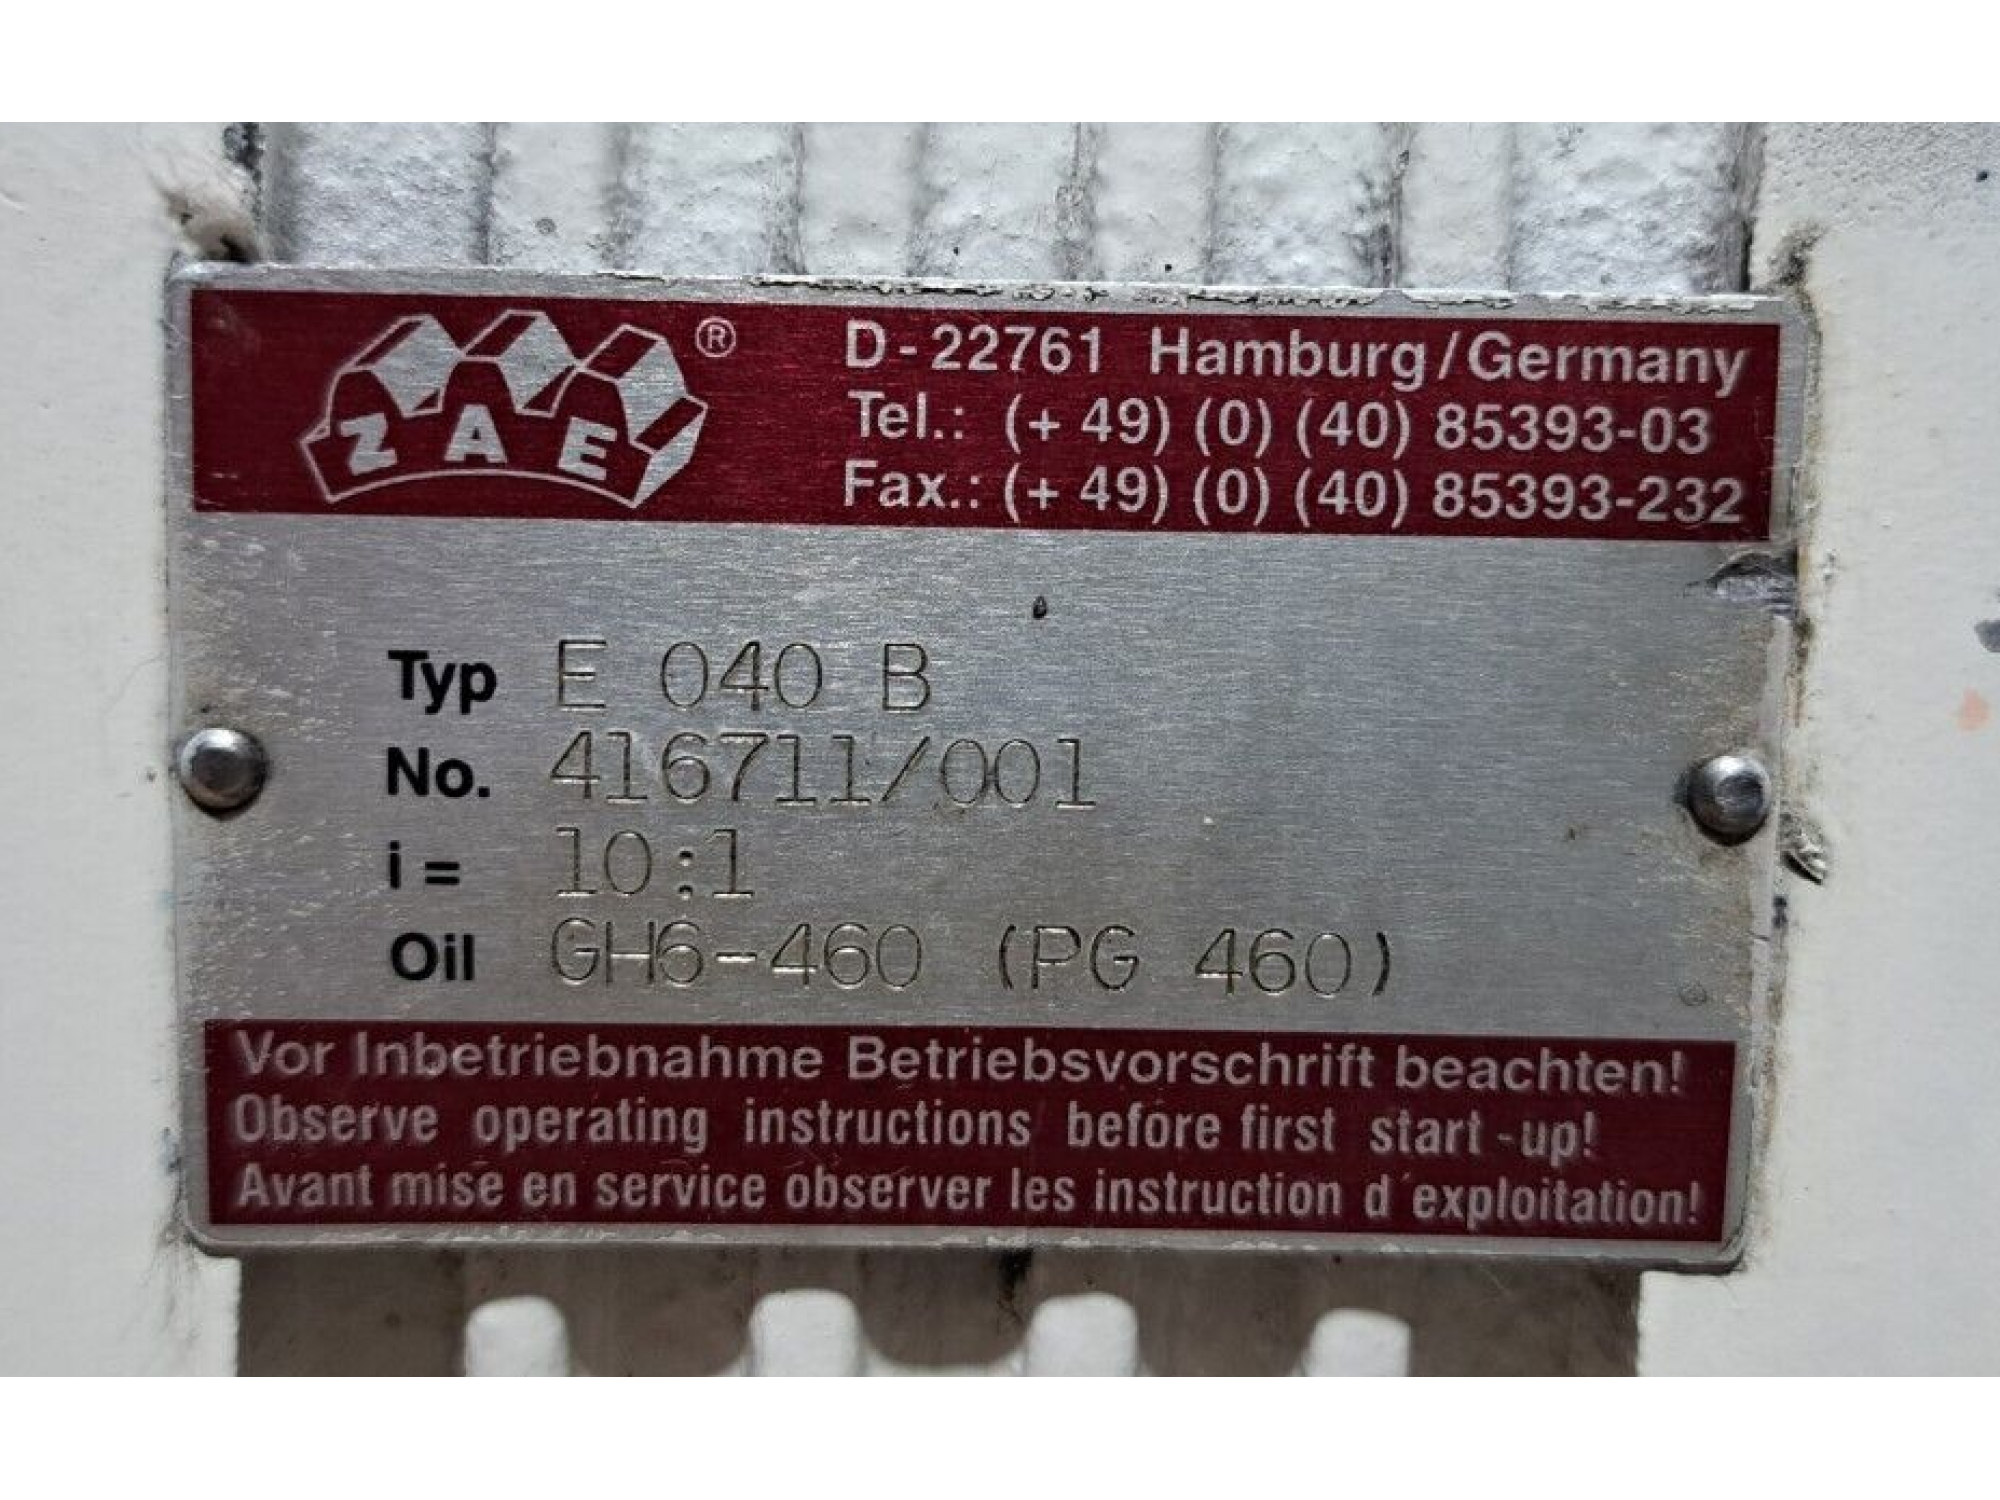 ZAE ®
D-22761 Hamburg/Germany
Tel.: (+ 49) (0) (40) 85393-03
Fax.: (+ 49) (0) (40) 85393-232
Typ E 040 B
No. 416711/001
i = 10:1
Oil GH6-460 (PG 460)
Vor Inbetriebnahme Betriebsvorschrift beachten!
Observe operating instructions before first start-up!
Avant mise en service observer les instruction d'exploitation!